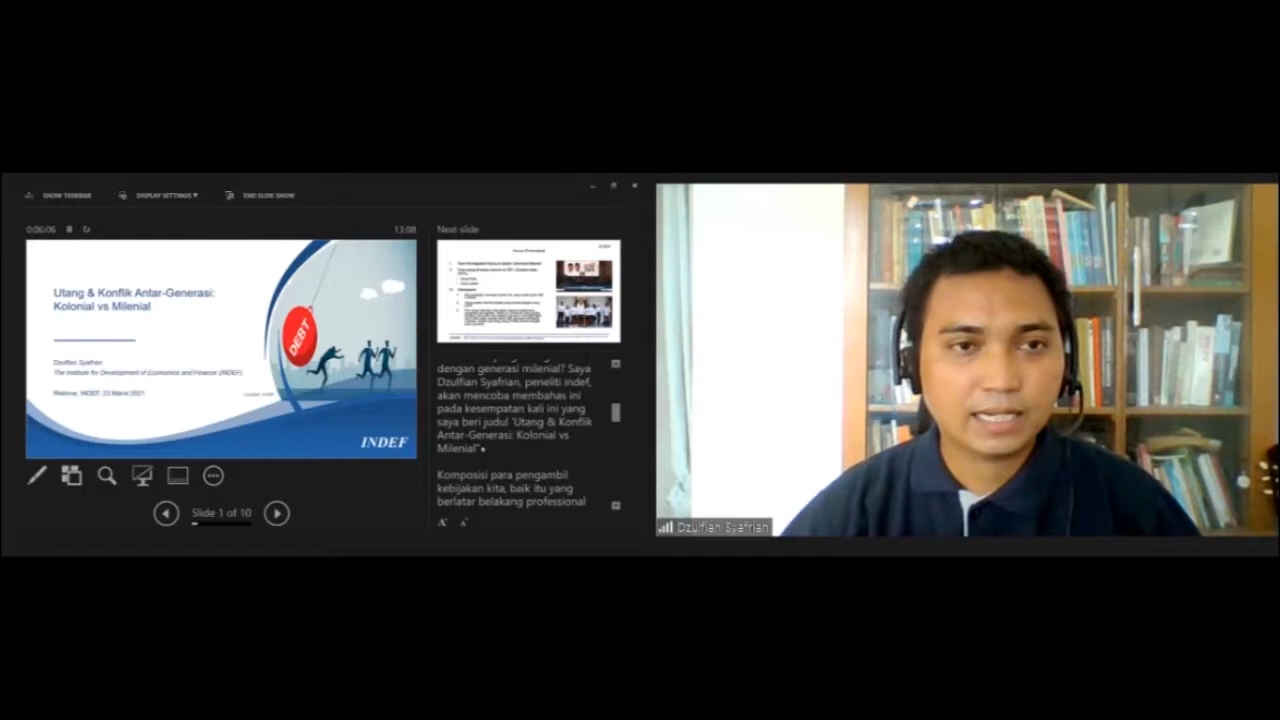 SHOW TASKBAR
DISPLAY SETTINGS ▼
END SLIDE SHOW
0:06:06
13:08
Utang & Konflik Antar-Generasi:
Kolonial vs Milenial
Dzulfian Syafrian
The Institute for Development of Economics and Finance (INDEF)
Webinar, INDEF, 23 Maret 2021
DEBT
INDEF
Slide 1 of 10
Next slide
dengan generasi milenial? Saya
Dzulfian Syafrian, peneliti indef,
akan mencoba membahas ini
pada kesempatan kali ini yang
saya beri judul "Utang & Konflik
Antar-Generasi: Kolonial vs
Milenial".
Komposisi para pengambil
kebijakan kita, baik itu yang
berlatar belakang professional
A A
Dzulfian Syafrian